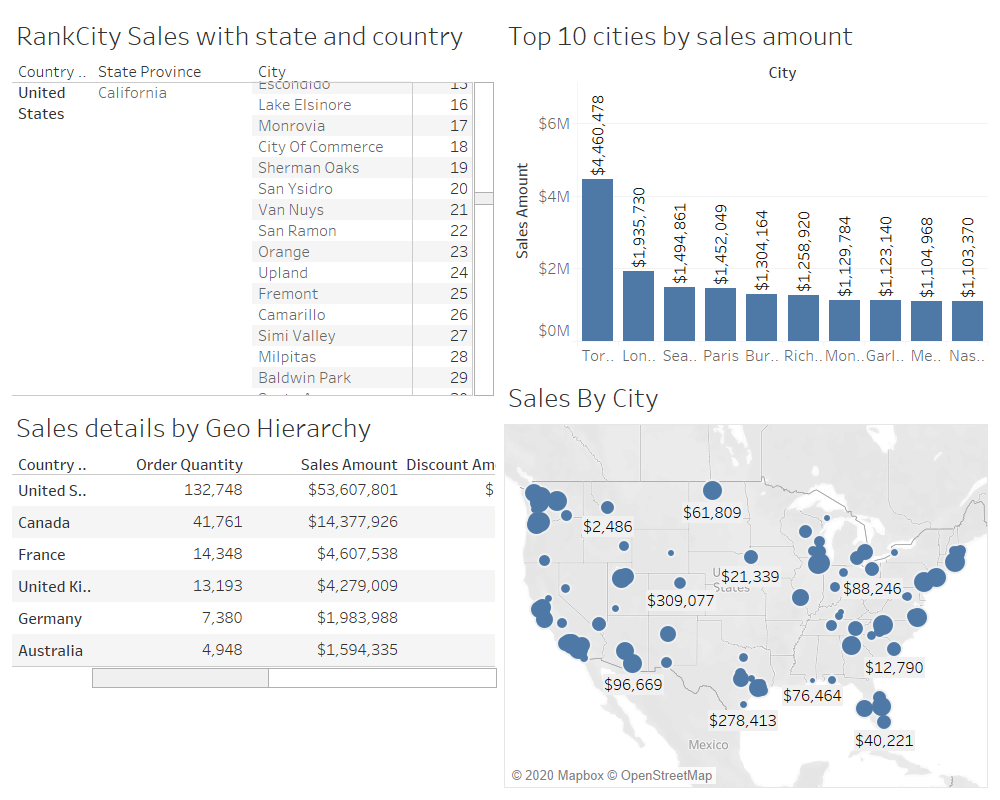 RankCity Sales with state and country
Country .. State Province City
Escondido 15
United States California Lake Elsinore 16
Monrovia 17
City Of Commerce 18
Sherman Oaks 19
San Ysidro 20
Van Nuys 21
San Ramon 22
Orange 23
Upland 24
Fremont 25
Camarillo 26
Simi Valley 27
Milpitas 28
Baldwin Park 29
Top 10 cities by sales amount
City
Sales Amount
$6M
$4M
$2M
$0M
$4,460,478
$1,935,730
$1,494,861
$1,452,049
$1,304,164
$1,258,920
$1,129,784
$1,123,140
$1,104,968
$1,103,370
Tor.. Lon.. Sea.. Paris Bur.. Rich.. Mon.. Garl.. Me.. Nas..
Sales details by Geo Hierarchy
Country .. Order Quantity Sales Amount Discount Am
United S.. 132,748 $53,607,801 $
Canada 41,761 $14,377,926
France 14,348 $4,607,538
United Ki.. 13,193 $4,279,009
Germany 7,380 $1,983,988
Australia 4,948 $1,594,335
Sales By City
$61,809
$2,486
$21,339
States
$88,246
$309,077
$12,790
$96,669
$76,464
$278,413
$40,221
Mexico
© 2020 Mapbox © OpenStreetMap